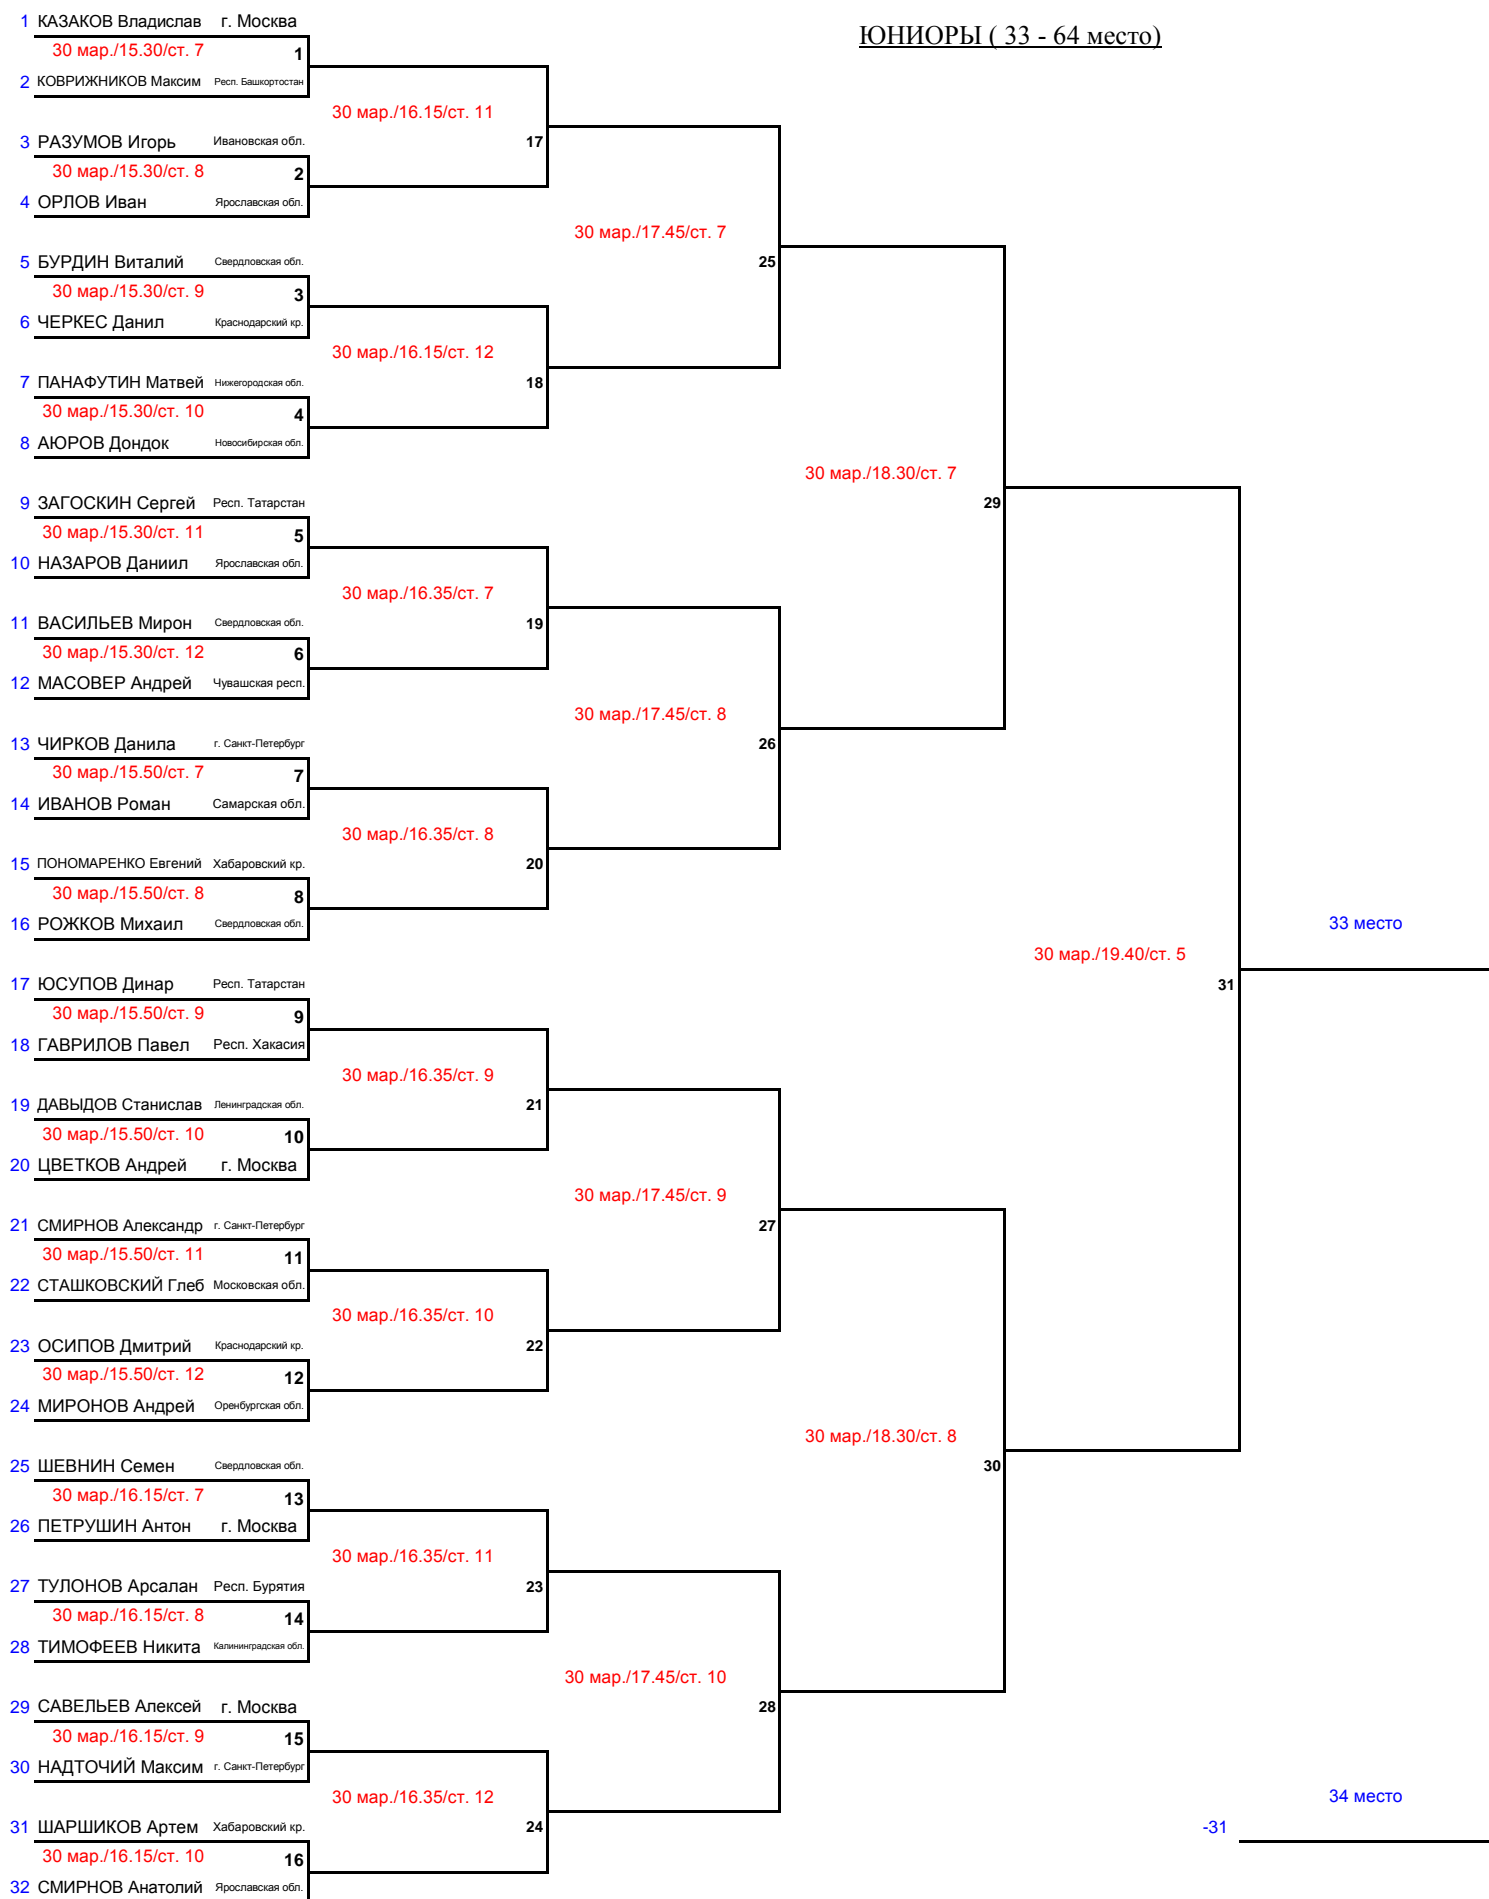 ЮНИОРЫ ( 33 - 64 место)
1 КАЗАКОВ Владислав г. Москва
30 мар./15.30/ст. 7 1
2 КОВРИЖНИКОВ Максим Респ. Башкортостан
30 мар./16.15/ст. 11
17
3 РАЗУМОВ Игорь Ивановская обл.
30 мар./15.30/ст. 8 2
4 ОРЛОВ Иван Ярославская обл.
30 мар./17.45/ст. 7
25
5 БУРДИН Виталий Свердловская обл.
30 мар./15.30/ст. 9 3
6 ЧЕРКЕС Данил Краснодарский кр.
30 мар./16.15/ст. 12
18
7 ПАНАФУТИН Матвей Нижегородская обл.
30 мар./15.30/ст. 10 4
8 АЮРОВ Дондок Новосибирская обл.
30 мар./18.30/ст. 7
29
9 ЗАГОСКИН Сергей Респ. Татарстан
30 мар./15.30/ст. 11 5
10 НАЗАРОВ Даниил Ярославская обл.
30 мар./16.35/ст. 7
19
11 ВАСИЛЬЕВ Мирон Свердловская обл.
30 мар./15.30/ст. 12 6
12 МАСОВЕР Андрей Чувашская респ.
30 мар./17.45/ст. 8
26
13 ЧИРКОВ Данила г. Санкт-Петербург
30 мар./15.50/ст. 7 7
14 ИВАНОВ Роман Самарская обл.
30 мар./16.35/ст. 8
20
15 ПОНОМАРЕНКО Евгений Хабаровский кр.
30 мар./15.50/ст. 8 8
16 РОЖКОВ Михаил Свердловская обл.
33 место
30 мар./19.40/ст. 5
31
17 ЮСУПОВ Динар Респ. Татарстан
30 мар./15.50/ст. 9 9
18 ГАВРИЛОВ Павел Респ. Хакасия
30 мар./16.35/ст. 9
21
19 ДАВЫДОВ Станислав Ленинградская обл.
30 мар./15.50/ст. 10 10
20 ЦВЕТКОВ Андрей г. Москва
30 мар./17.45/ст. 9
27
21 СМИРНОВ Александр г. Санкт-Петербург
30 мар./15.50/ст. 11 11
22 СТАШКОВСКИЙ Глеб Московская обл.
30 мар./16.35/ст. 10
22
23 ОСИПОВ Дмитрий Краснодарский кр.
30 мар./15.50/ст. 12 12
24 МИРОНОВ Андрей Оренбургская обл.
30 мар./18.30/ст. 8
30
25 ШЕВНИН Семен Свердловская обл.
30 мар./16.15/ст. 7 13
26 ПЕТРУШИН Антон г. Москва
30 мар./16.35/ст. 11
23
27 ТУЛОНОВ Арсалан Респ. Бурятия
30 мар./16.15/ст. 8 14
28 ТИМОФЕЕВ Никита Калининградская обл.
30 мар./17.45/ст. 10
28
29 САВЕЛЬЕВ Алексей г. Москва
30 мар./16.15/ст. 9 15
30 НАДТОЧИЙ Максим г. Санкт-Петербург
30 мар./16.35/ст. 12
24
34 место
-31
31 ШАРШИКОВ Артем Хабаровский кр.
30 мар./16.15/ст. 10 16
32 СМИРНОВ Анатолий Ярославская обл.